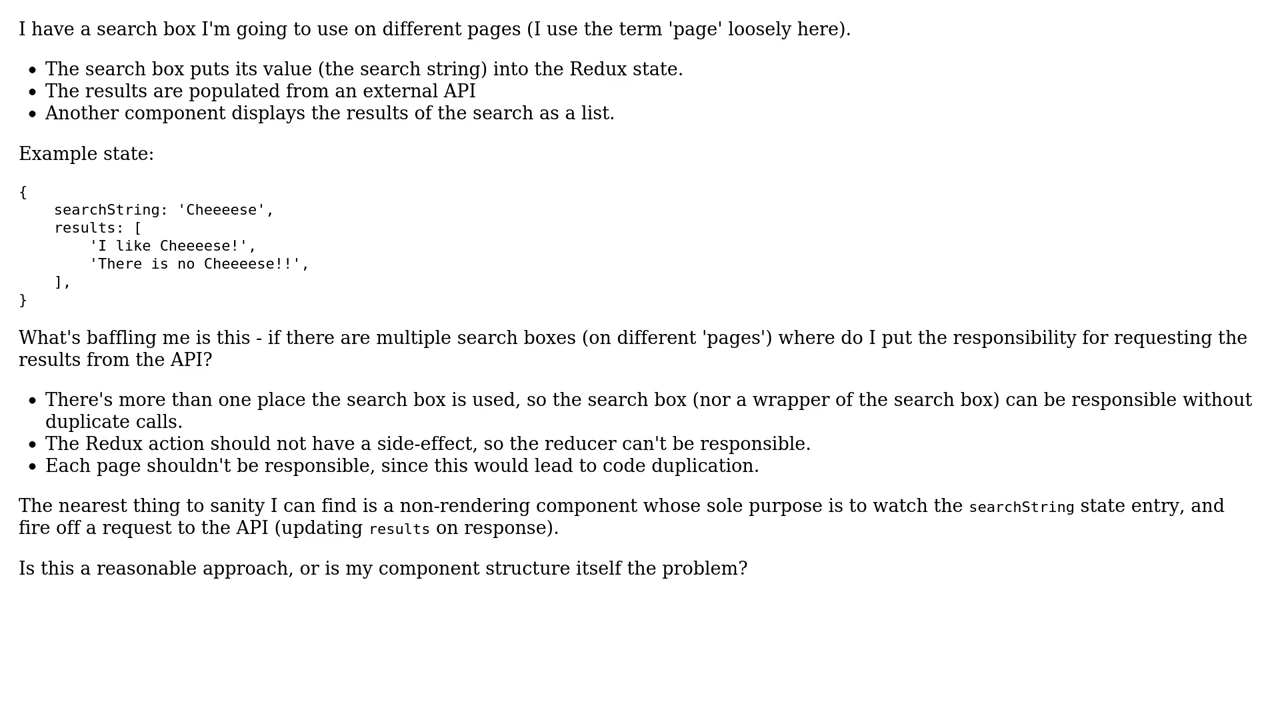 I have a search box I'm going to use on different pages (I use the term 'page' loosely here).
• The search box puts its value (the search string) into the Redux state.
• The results are populated from an external API
• Another component displays the results of the search as a list.
Example state:
{
    searchString: 'Cheeeese',
    results: [
        'I like Cheeeese!',
        'There is no Cheeeese!!',
    ],
}
What's baffling me is this - if there are multiple search boxes (on different 'pages') where do I put the responsibility for requesting the
results from the API?
• There's more than one place the search box is used, so the search box (nor a wrapper of the search box) can be responsible without
duplicate calls.
• The Redux action should not have a side-effect, so the reducer can't be responsible.
• Each page shouldn't be responsible, since this would lead to code duplication.
The nearest thing to sanity I can find is a non-rendering component whose sole purpose is to watch the searchString state entry, and
fire off a request to the API (updating results on response).
Is this a reasonable approach, or is my component structure itself the problem?